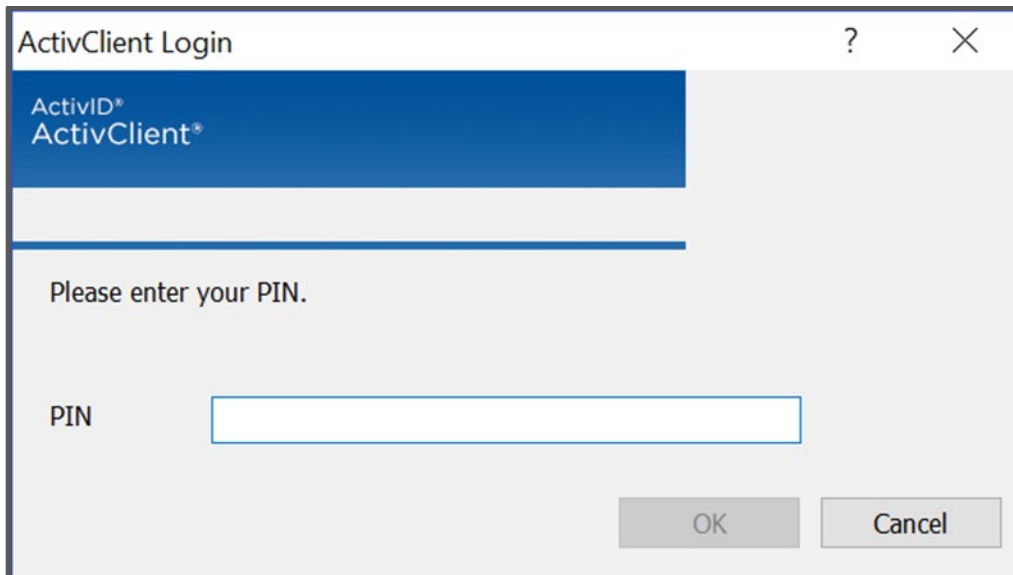 ActivClient Login
ActivID®
ActivClient®
Please enter your PIN.
PIN
OK
Cancel